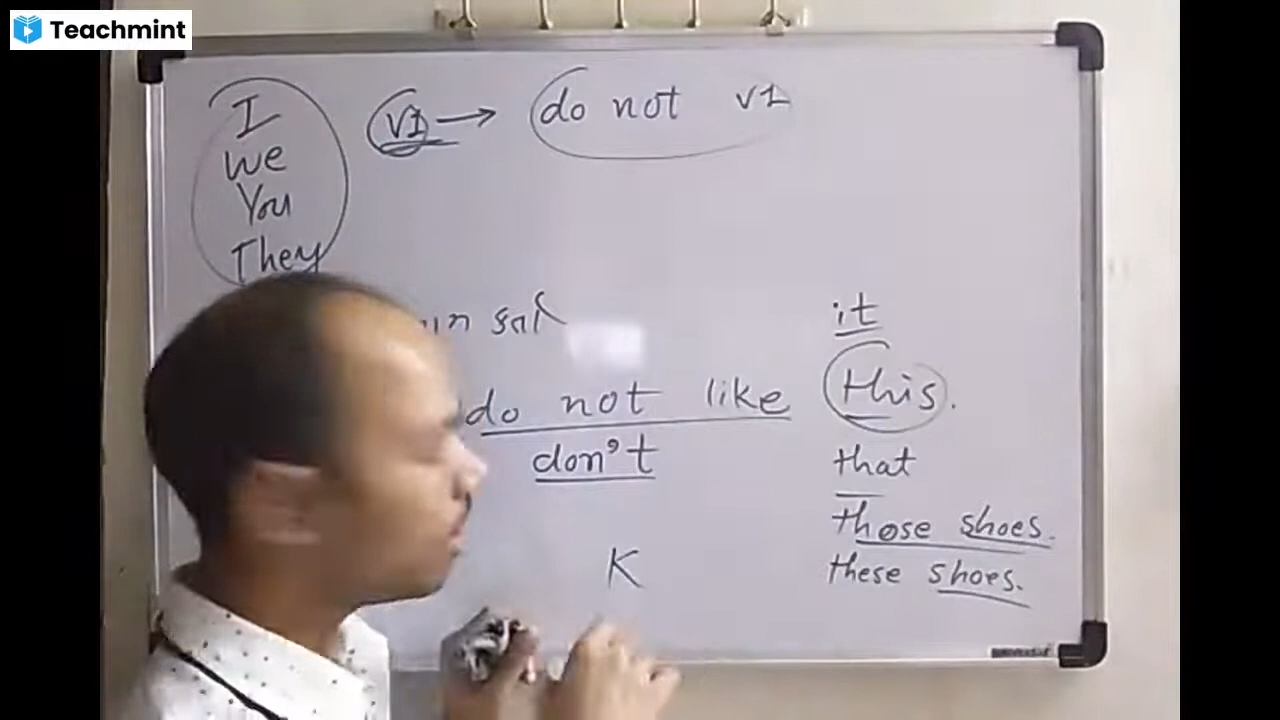 Teachmint
I V1 → do not V1
We
You
They
it
do not like this.
don't that
those shoes.
K these shoes.